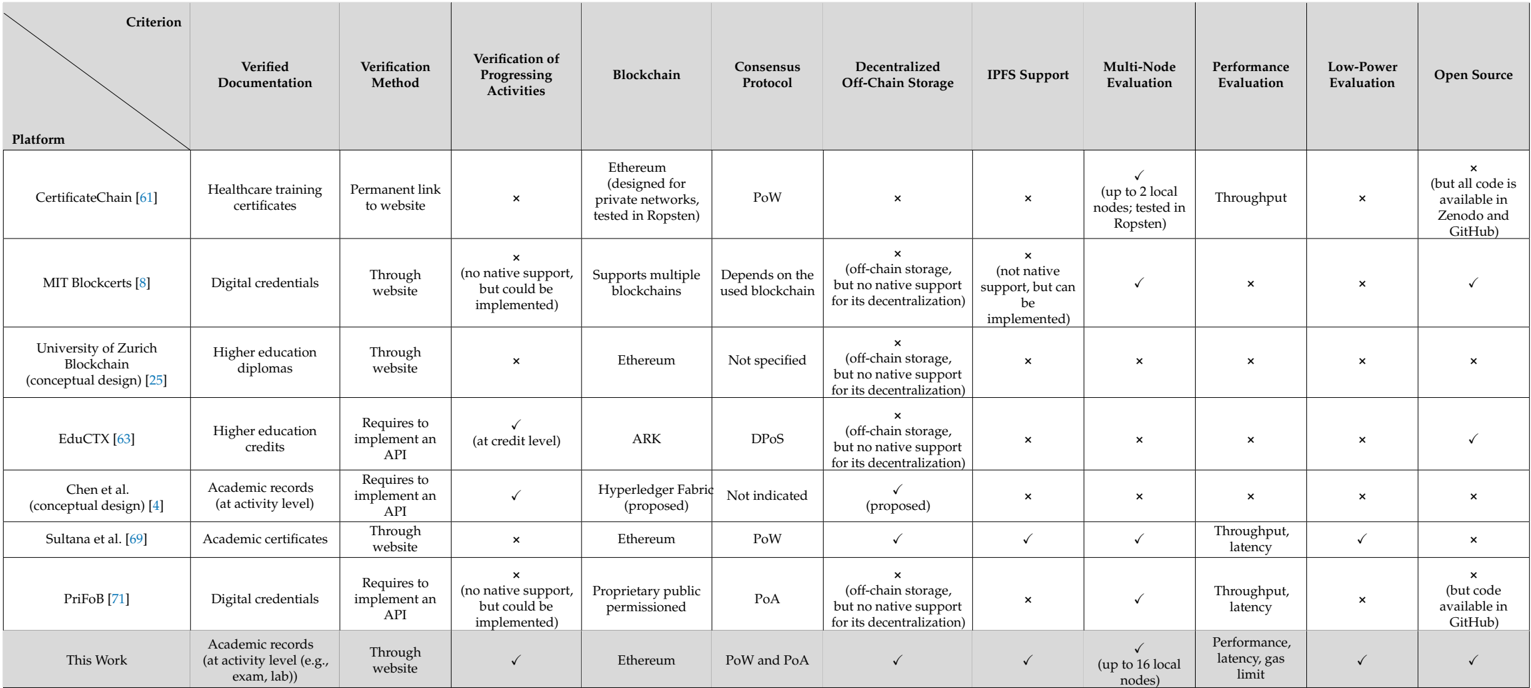 Criterion
Platform
Verified
Documentation
Verification
Method
Verification of
Progressing
Activities
Blockchain
Consensus
Protocol
Decentralized
Off-Chain Storage
IPFS Support
Multi-Node
Evaluation
Performance
Evaluation
Low-Power
Evaluation
Open Source
CertificateChain [61]
Healthcare training
certificates
Permanent link
to website
×
Ethereum
(designed for
private networks,
tested in Ropsten)
PoW
×
×
✓
(up to 2 local
nodes; tested in
Ropsten)
Throughput
×
×
(but all code is
available in
Zenodo and
GitHub)
MIT Blockcerts [8]
Digital credentials
Through
website
×
(no native support,
but could be
implemented)
Supports multiple
blockchains
Depends on the
used blockchain
×
(off-chain storage,
but no native support
for its decentralization)
×
(not native
support, but can
be
implemented)
✓
×
×
✓
University of Zurich
Blockchain
(conceptual design) [25]
Higher education
diplomas
Through
website
×
Ethereum
Not specified
×
(off-chain storage,
but no native support
for its decentralization)
×
×
×
×
×
EduCTX [63]
Higher education
credits
Requires to
implement an
API
✓
(at credit level)
ARK
DPoS
×
(off-chain storage,
but no native support
for its decentralization)
×
×
×
×
✓
Chen et al.
(conceptual design) [4]
Academic records
(at activity level)
Requires to
implement an
API
✓
Hyperledger Fabric
(proposed)
Not indicated
✓
(proposed)
×
×
×
×
×
Sultana et al. [69]
Academic certificates
Through
website
×
Ethereum
PoW
✓
✓
✓
Throughput,
latency
✓
×
PriFoB [71]
Digital credentials
Requires to
implement an
API
×
(no native support,
but could be
implemented)
Proprietary public
permissioned
PoA
×
(off-chain storage,
but no native support
for its decentralization)
×
✓
Throughput,
latency
×
×
(but code
available in
GitHub)
This Work
Academic records
(at activity level (e.g.,
exam, lab))
Through
website
✓
Ethereum
PoW and PoA
✓
✓
✓
(up to 16 local
nodes)
Performance,
latency, gas
limit
✓
✓